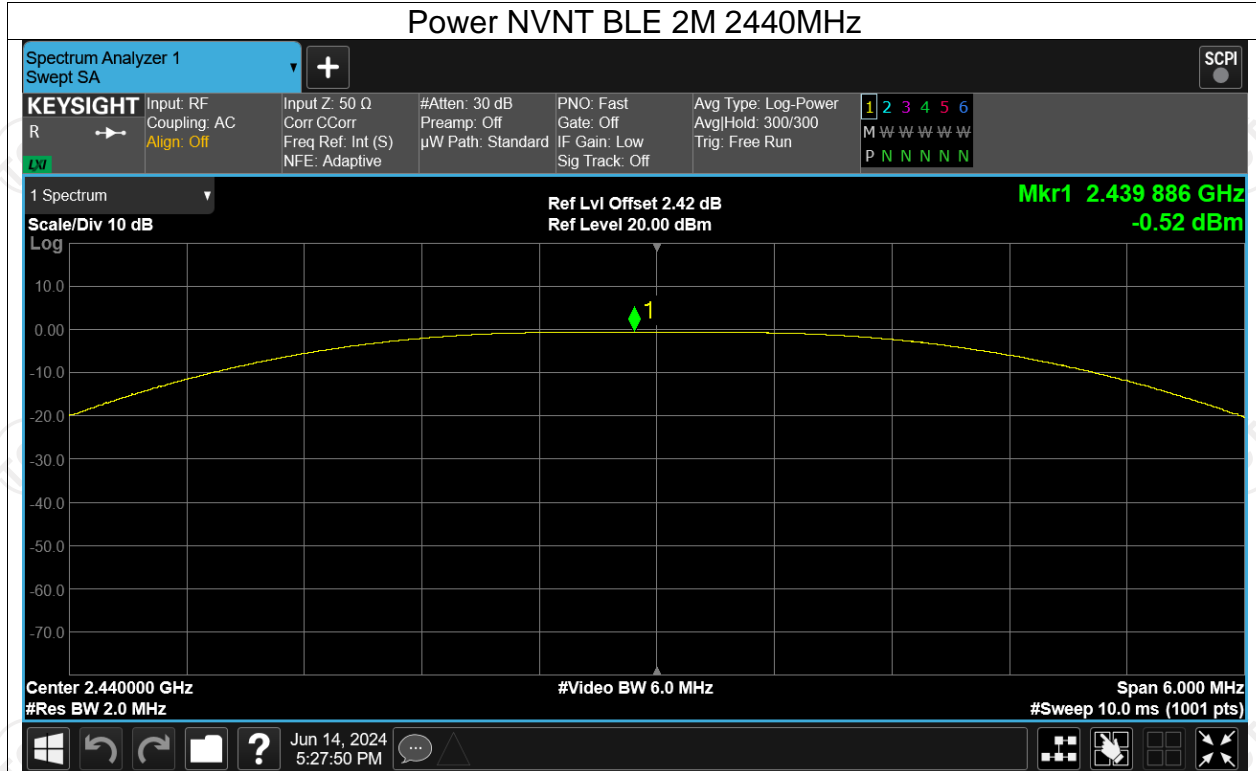 Power NVNT BLE 2M 2440MHz
Spectrum Analyzer 1
Swept SA
SCPI
KEYSIGHT
R
LXI
Input: RF
Coupling: AC
Align: Off
Input Z: 50 Ω
Corr CCorr
Freq Ref: Int (S)
NFE: Adaptive
#Atten: 30 dB
Preamp: Off
µW Path: Standard
PNO: Fast
Gate: Off
IF Gain: Low
Sig Track: Off
Avg Type: Log-Power
Avg|Hold: 300/300
Trig: Free Run
1 2 3 4 5 6
M W W W W W
P N N N N N
1 Spectrum
Scale/Div 10 dB
Ref Lvl Offset 2.42 dB
Ref Level 20.00 dBm
Mkr1 2.439 886 GHz
-0.52 dBm
Log
10.0
0.00
-10.0
-20.0
-30.0
-40.0
-50.0
-60.0
-70.0
1
Center 2.440000 GHz
#Res BW 2.0 MHz
#Video BW 6.0 MHz
Span 6.000 MHz
#Sweep 10.0 ms (1001 pts)
?
Jun 14, 2024
5:27:50 PM